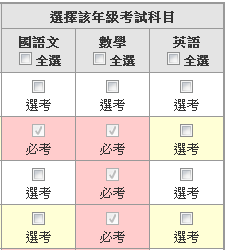 選擇該年級考試科目
國語文 數學 英語
全選 全選 全選
選考 選考 選考
必考 必考 選考
選考 必考 選考
選考 必考 選考